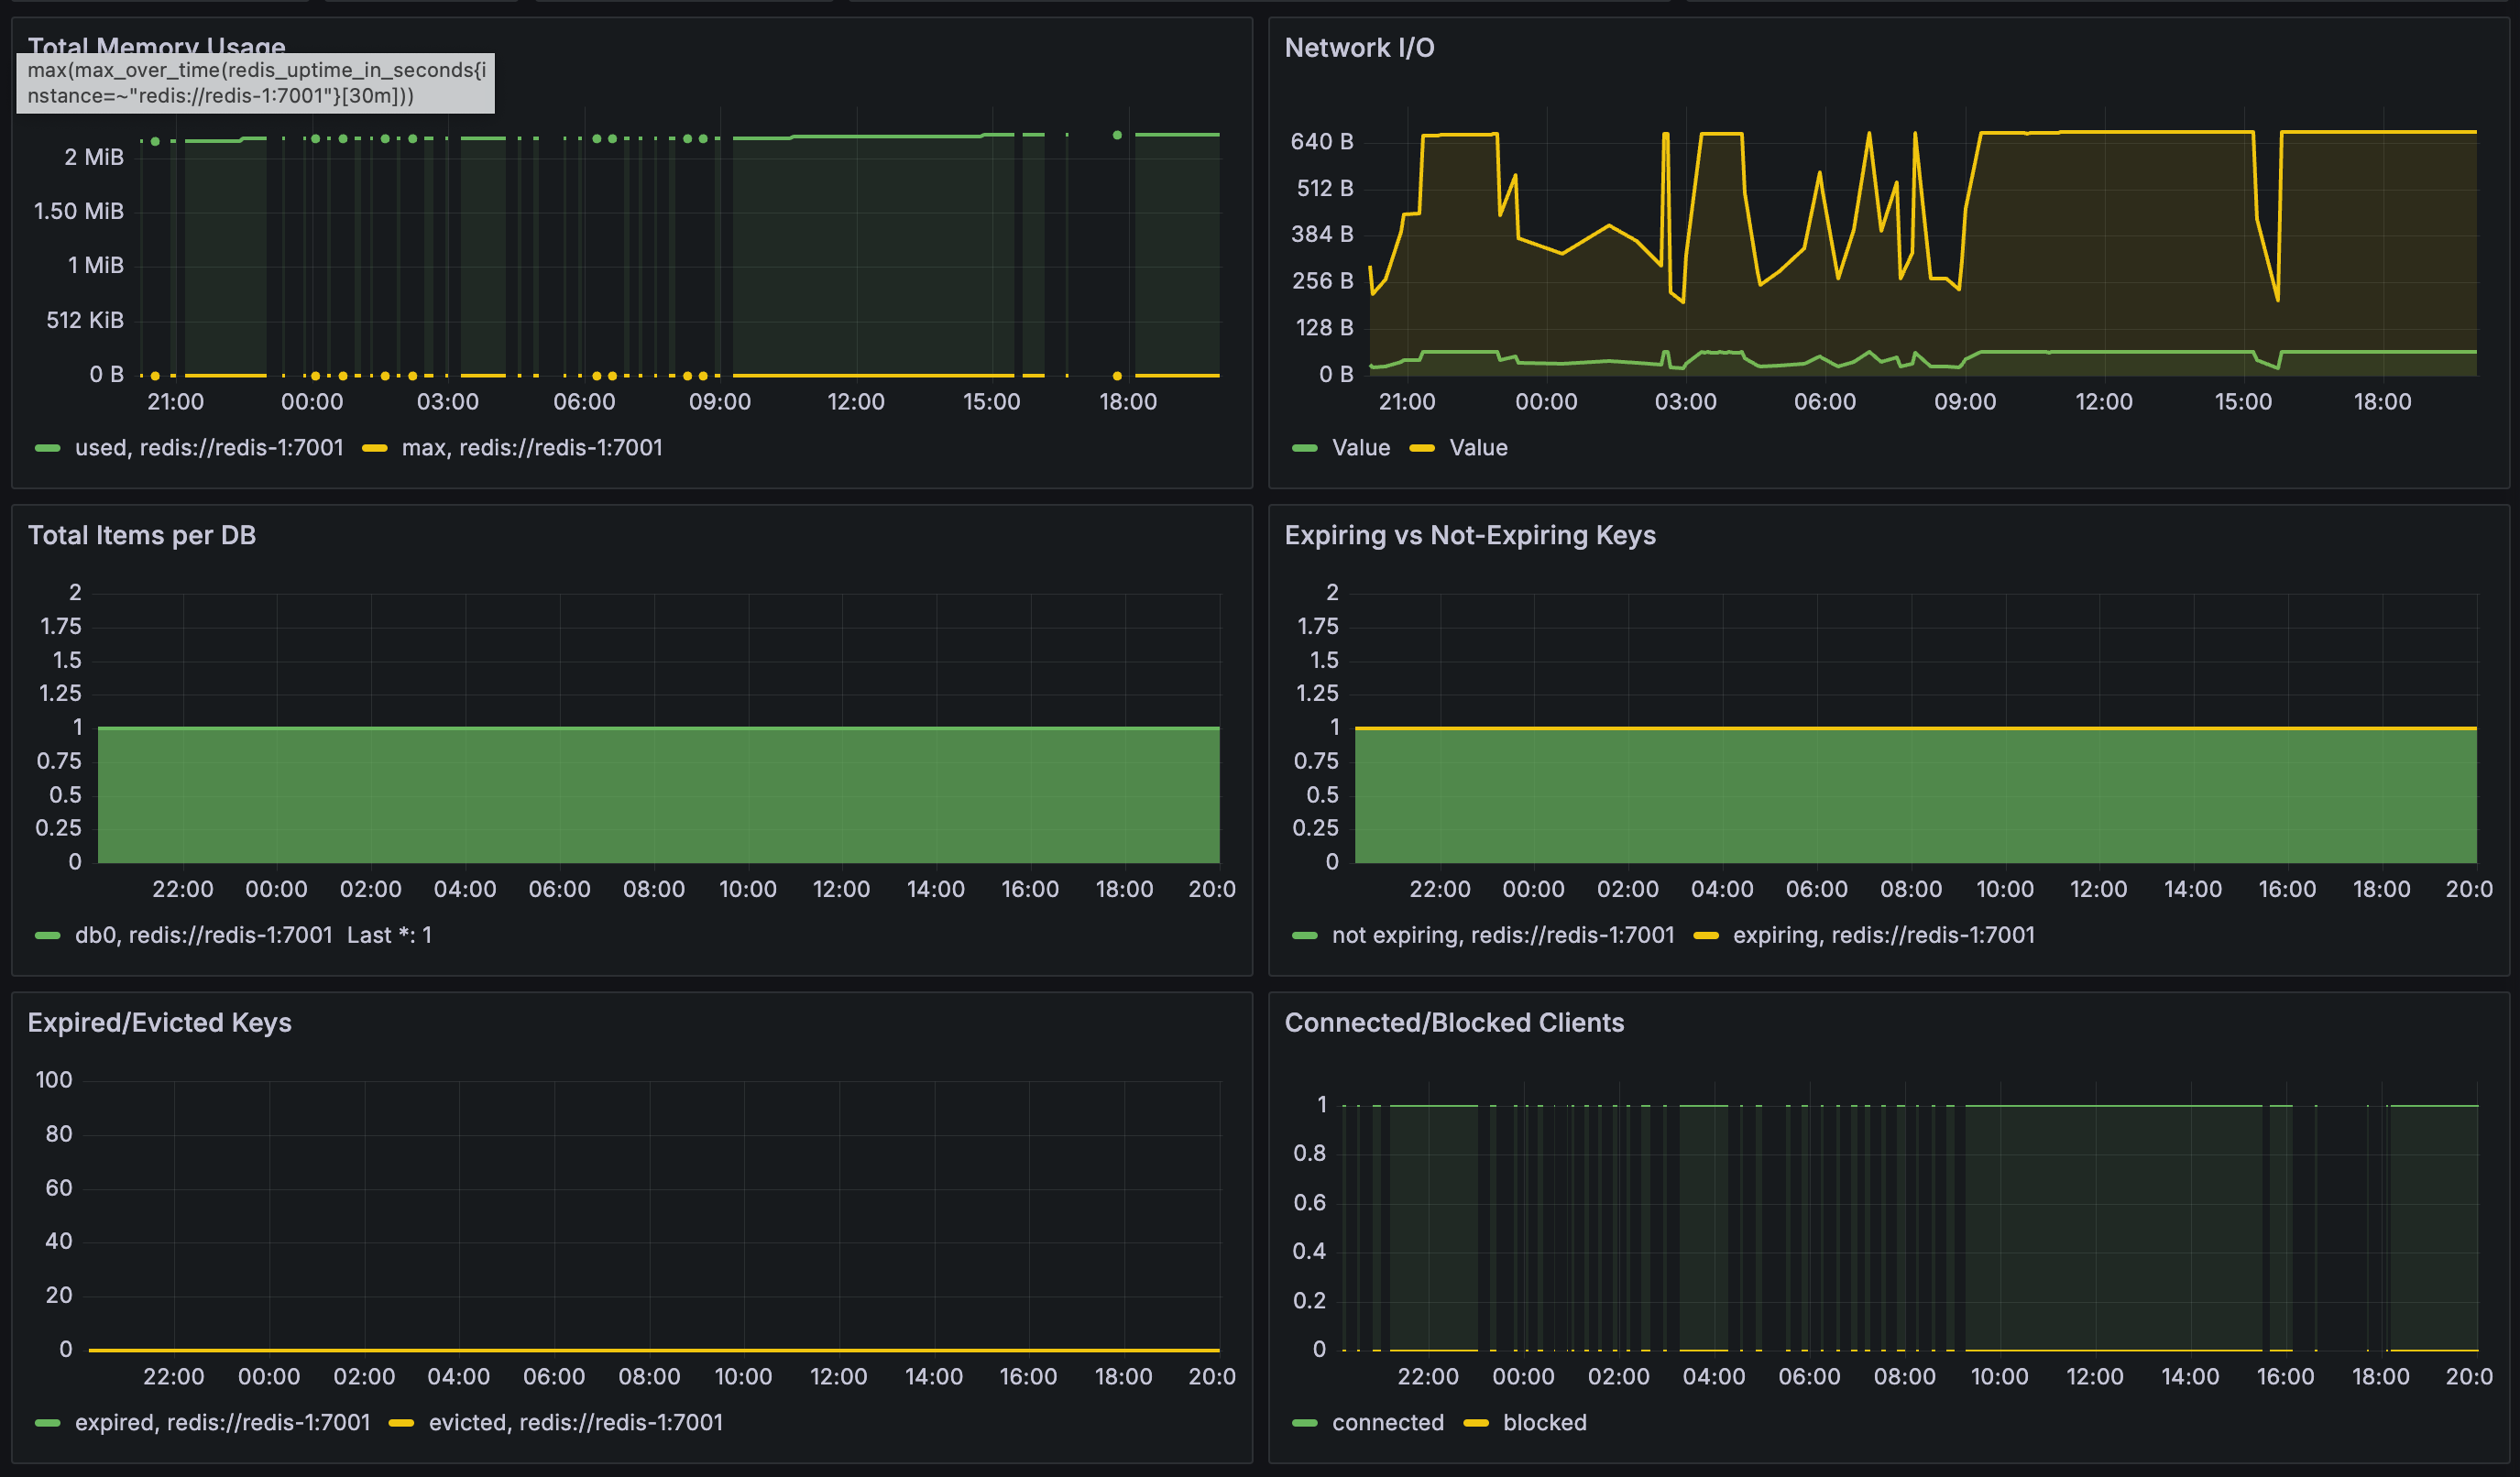 Total Memory Usage
max(max_over_time(redis_uptime_in_seconds{i
nstance=~"redis://redis-1:7001"}[30m]))
2 MiB
1.50 MiB
1 MiB
512 KiB
0 B
21:00 00:00 03:00 06:00 09:00 12:00 15:00 18:00
used, redis://redis-1:7001 max, redis://redis-1:7001
Network I/O
640 B
512 B
384 B
256 B
128 B
0 B
21:00 00:00 03:00 06:00 09:00 12:00 15:00 18:00
Value Value
Total Items per DB
2
1.75
1.5
1.25
1
0.75
0.5
0.25
0
22:00 00:00 02:00 04:00 06:00 08:00 10:00 12:00 14:00 16:00 18:00 20:0
db0, redis://redis-1:7001 Last *: 1
Expiring vs Not-Expiring Keys
2
1.75
1.5
1.25
1
0.75
0.5
0.25
0
22:00 00:00 02:00 04:00 06:00 08:00 10:00 12:00 14:00 16:00 18:00 20:0
not expiring, redis://redis-1:7001 expiring, redis://redis-1:7001
Expired/Evicted Keys
100
80
60
40
20
0
22:00 00:00 02:00 04:00 06:00 08:00 10:00 12:00 14:00 16:00 18:00 20:0
expired, redis://redis-1:7001 evicted, redis://redis-1:7001
Connected/Blocked Clients
1
0.8
0.6
0.4
0.2
0
22:00 00:00 02:00 04:00 06:00 08:00 10:00 12:00 14:00 16:00 18:00 20:0
connected blocked